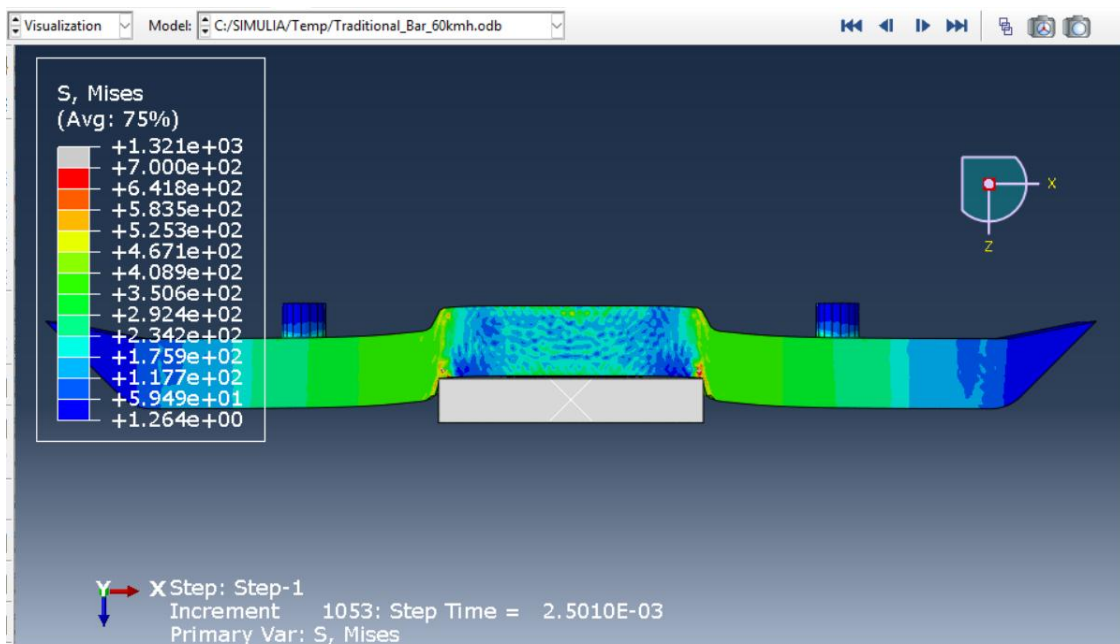 Visualization Model: C:/SIMULIA/Temp/Traditional_Bar_60kmh.odb
S, Mises
(Avg: 75%)
+1.321e+03
+7.000e+02
+6.418e+02
+5.835e+02
+5.253e+02
+4.671e+02
+4.089e+02
+3.506e+02
+2.924e+02
+2.342e+02
+1.759e+02
+1.177e+02
+5.949e+01
+1.264e+00
X
Z
Y X
Step: Step-1
Increment 1053: Step Time = 2.5010E-03
Primary Var: S, Mises